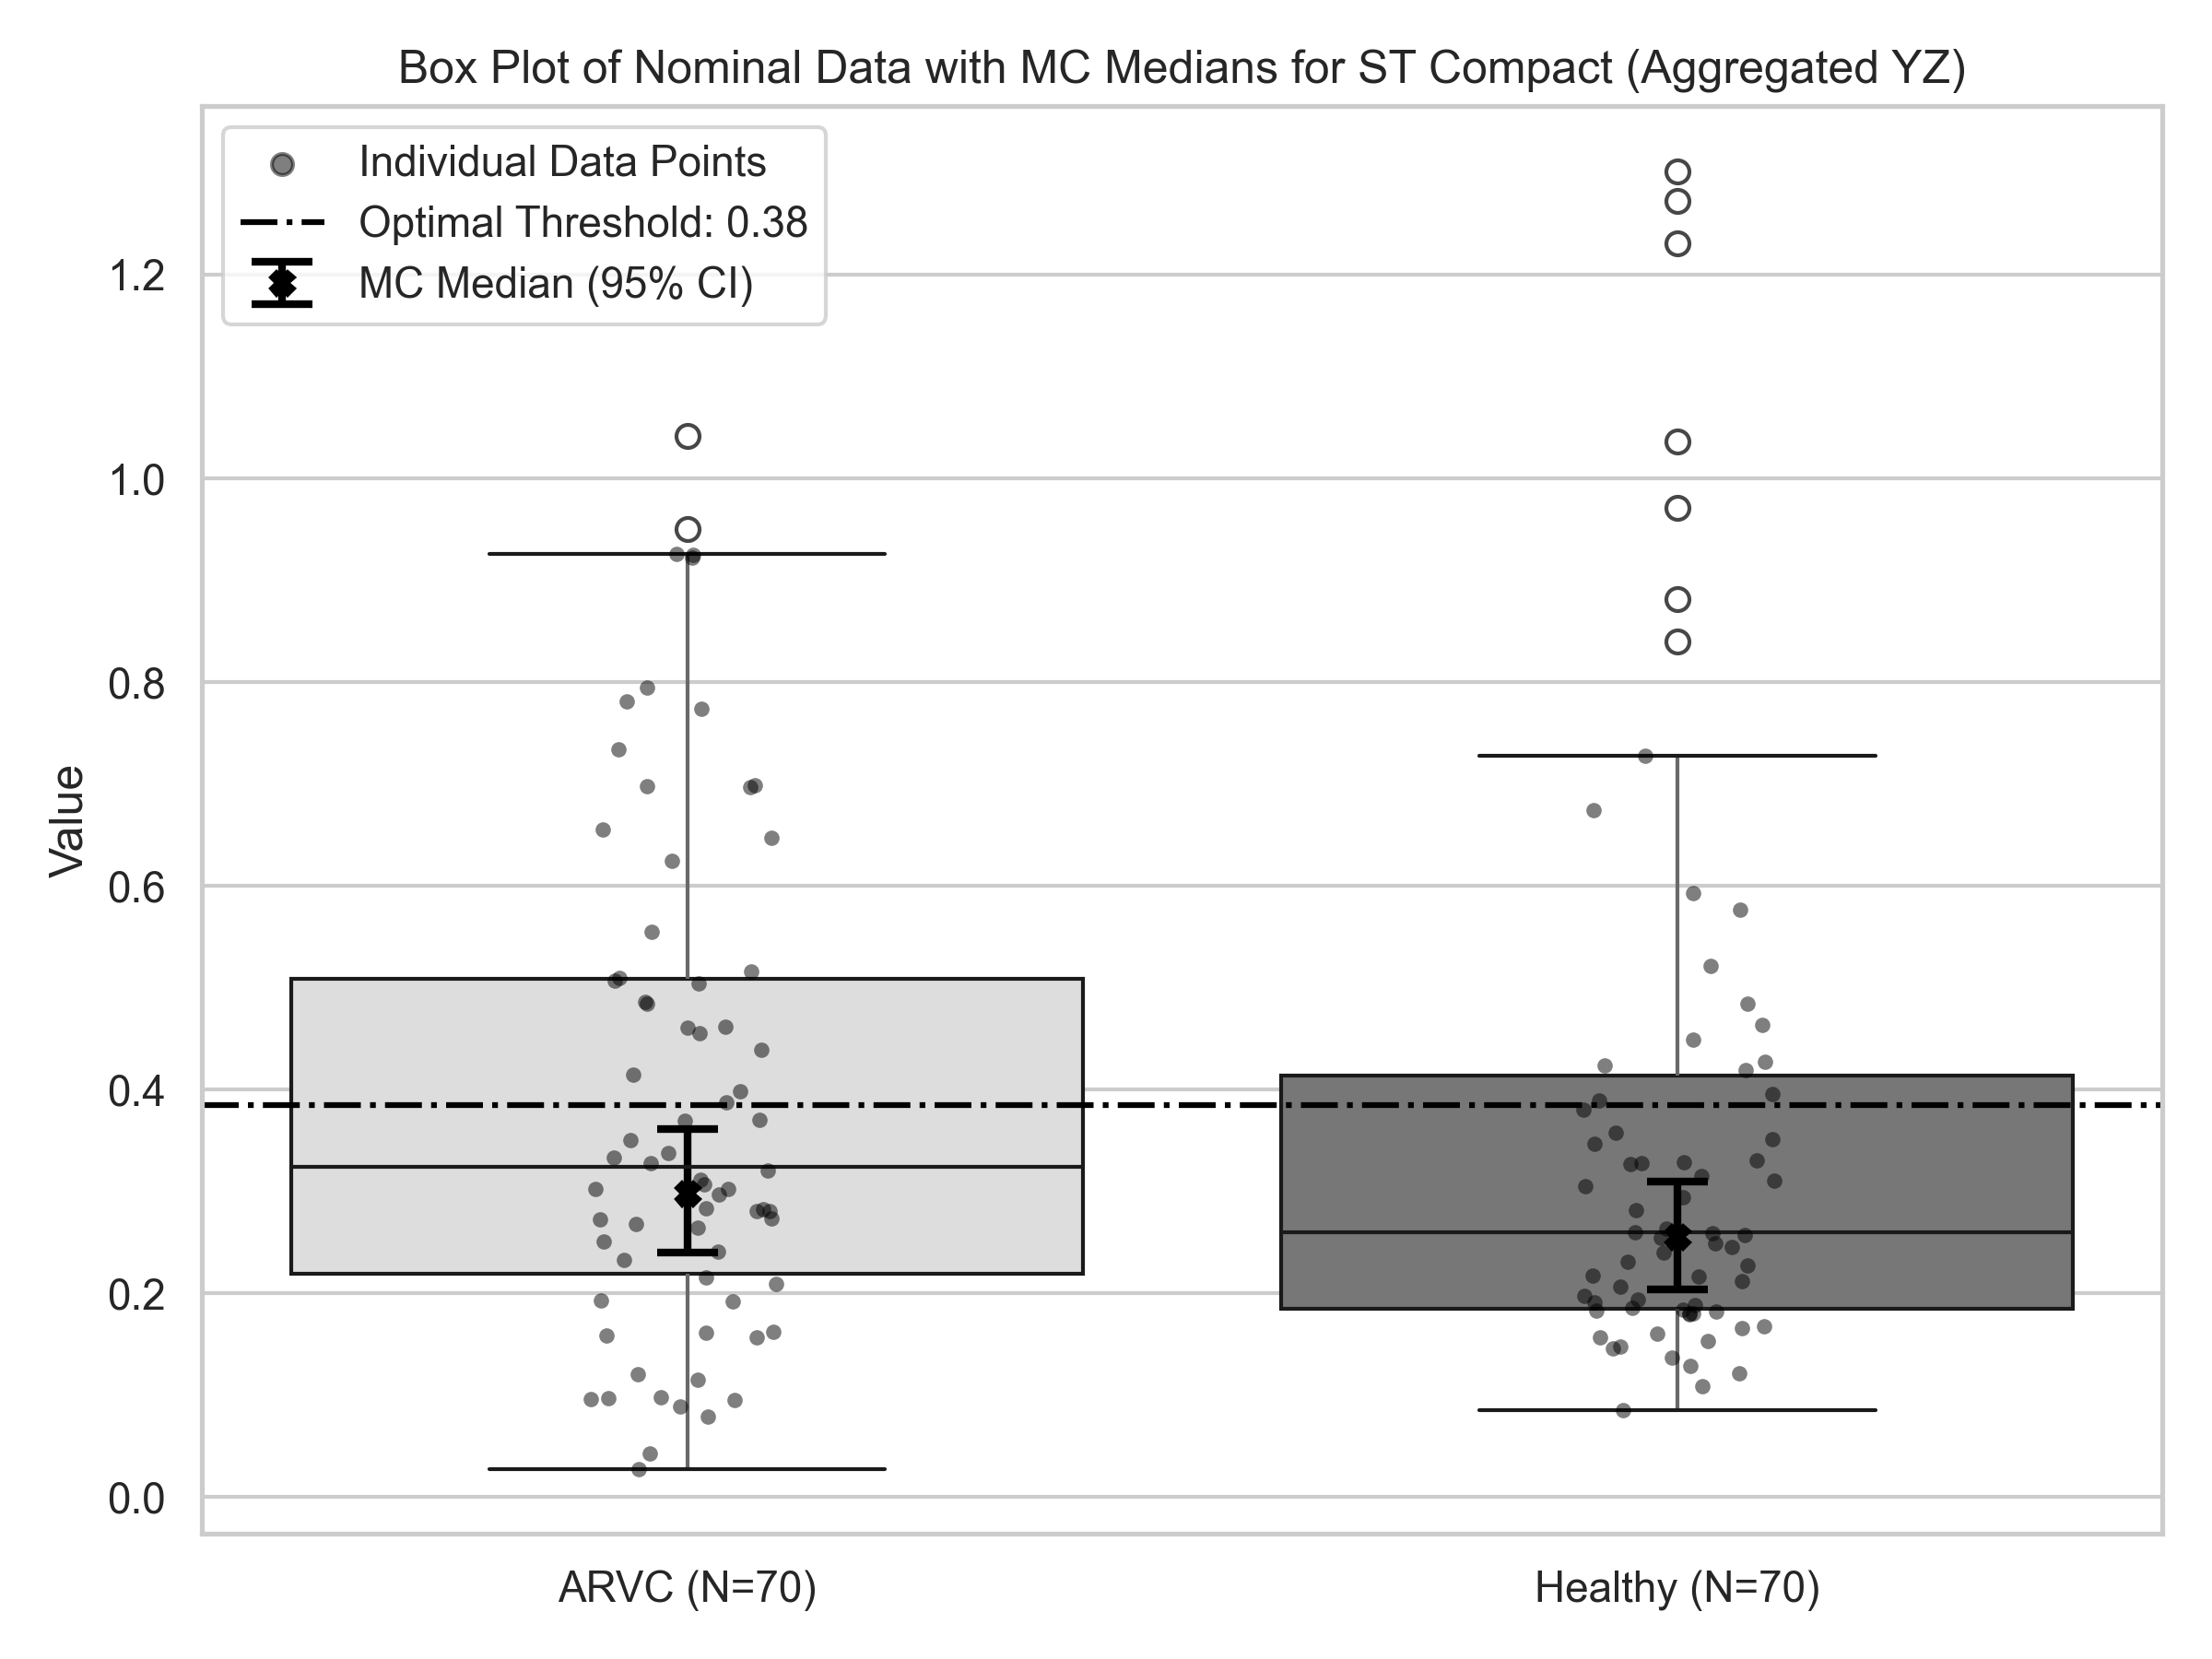 Box Plot of Nominal Data with MC Medians for ST Compact (Aggregated YZ)
Individual Data Points
Optimal Threshold: 0.38
MC Median (95% CI)
1.2
1.0
0.8
0.6
0.4
0.2
0.0
Value
ARVC (N=70)
Healthy (N=70)